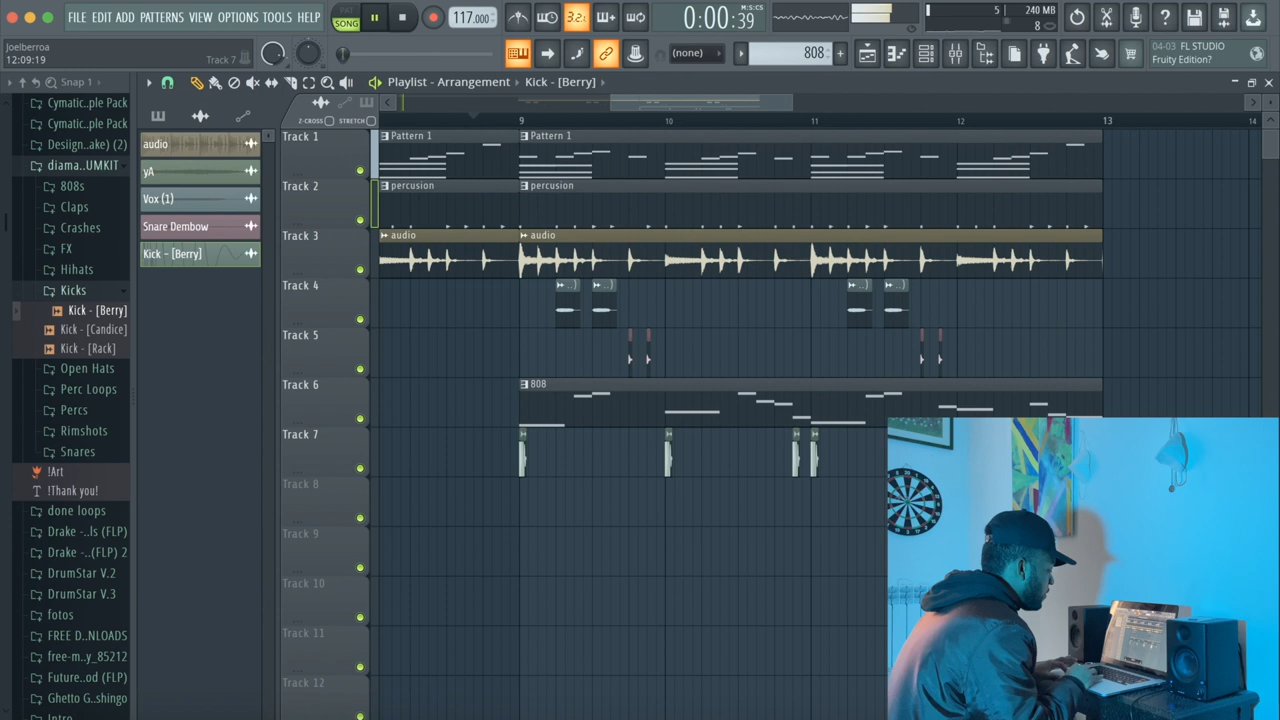 FILE EDIT ADD PATTERNS VIEW OPTIONS TOOLS HELP
PAT
SONG
117.000
3.2.
0:00:39
M:S:CS
5
240 MB
8
Joelberroa
12:09:19
Track 7
(none)
808
04-03 FL STUDIO
Fruity Edition?
Snap 1
Playlist - Arrangement
Kick - [Berry]
Z-CROSS
STRETCH
9
10
11
12
13
14
Cymatic..ple Pack
Cymatic..ple Pack
Desiign..ake) (2)
diama..UMKIT
808s
Claps
Crashes
FX
Hihats
Kicks
Kick - [Berry]
Kick - [Candice]
Kick - [Rack]
Open Hats
Perc Loops
Percs
Rimshots
Snares
!Art
!Thank you!
done loops
Drake -..ls (FLP)
Drake -..(FLP) 2
DrumStar V.2
DrumStar V.3
fotos
FREE D..NLOADS
free-m..y_85212
Future..od (FLP)
Ghetto G..shingo
Intro
audio
yA
Vox (1)
Snare Dembow
Kick - [Berry]
Track 1
Pattern 1
Pattern 1
Track 2
percusion
percusion
Track 3
audio
audio
Track 4
..)
..)
..)
..)
Track 5
Track 6
808
Track 7
Track 8
Track 9
Track 10
Track 11
Track 12